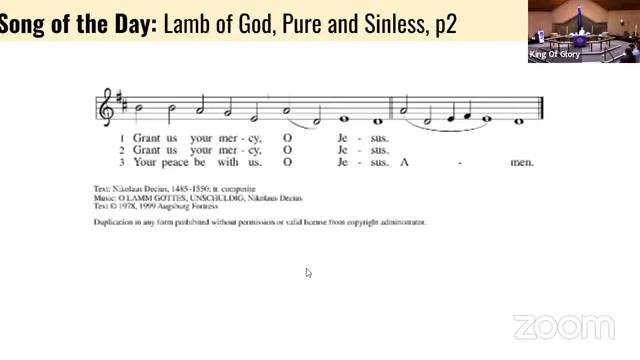 Song of the Day: Lamb of God, Pure and Sinless, p2
King Of Glory
1 Grant us your mer - cy, O Je - sus.
2 Grant us your mer - cy, O Je - sus.
3 Your peace be with us, O Je - sus. A - men.
Text: Nikolaus Decius, 1485-1550; tr. composite
Music: O LAMM GOTTES, UNSCHULDIG, Nikolaus Decius
Text © 1978, 1999 Augsburg Fortress
Duplication in any form prohibited without permission or valid license from copyright administrator.
zoom